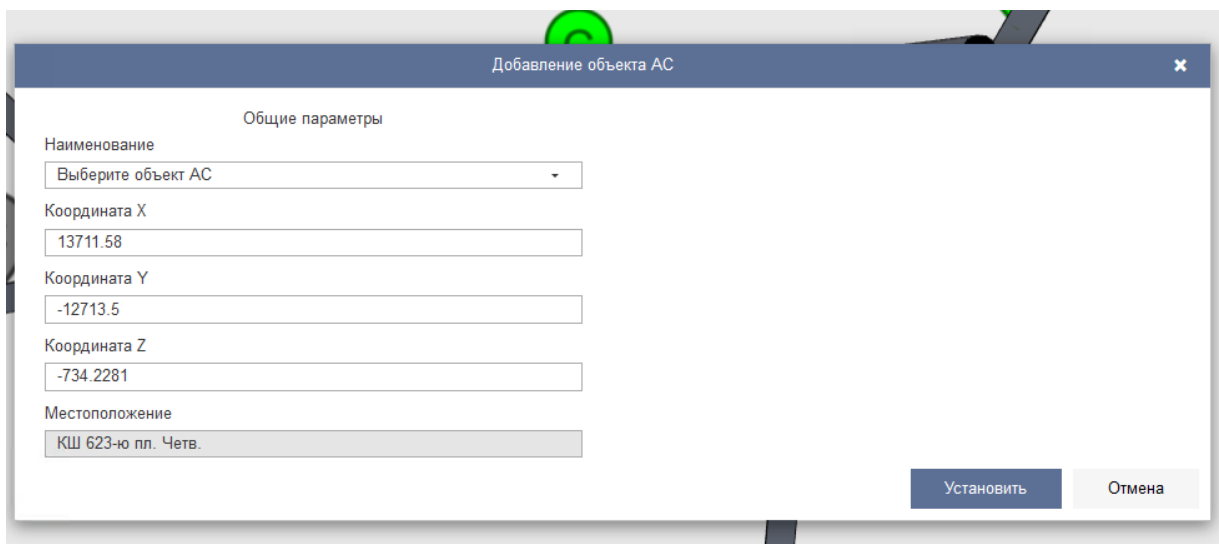 Добавление объекта АС
Общие параметры
Наименование
Выберите объект АС
Координата X
13711.58
Координата Y
-12713.5
Координата Z
-734.2281
Местоположение
КШ 623-ю пл. Четв.
Установить Отмена